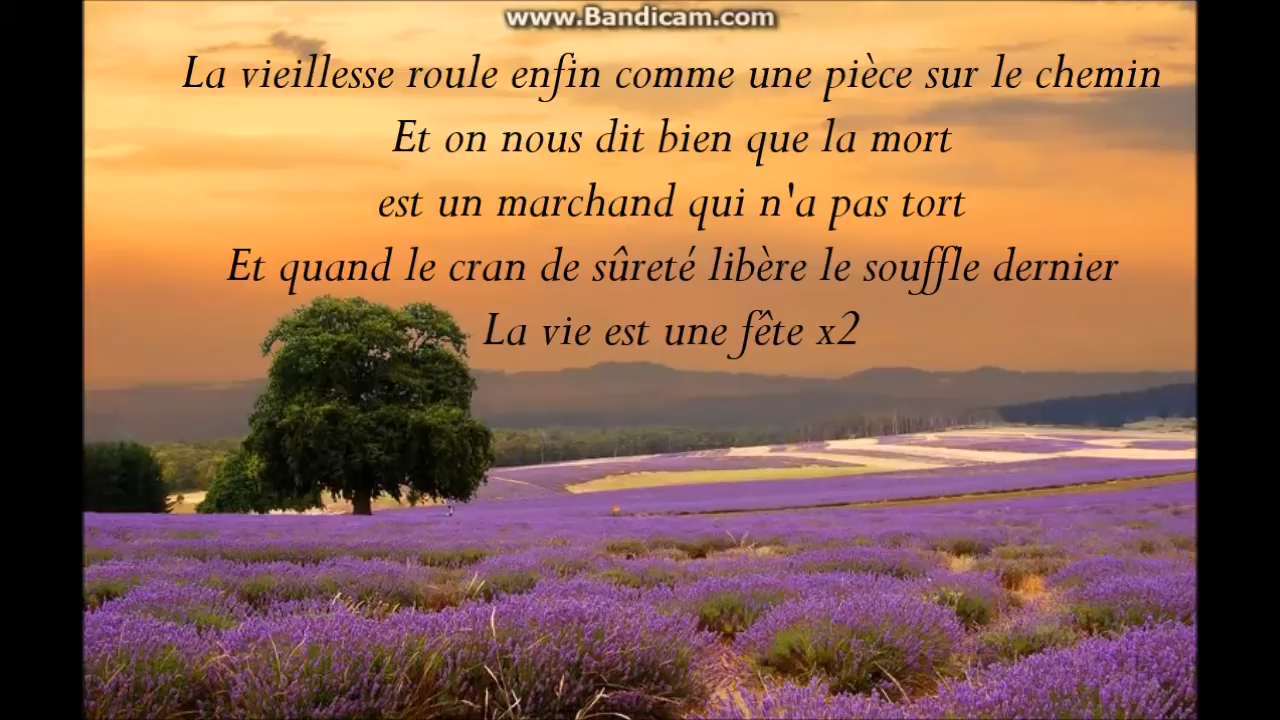 www.Bandicam.com
La vieillesse roule enfin comme une pièce sur le chemin
Et on nous dit bien que la mort
est un marchand qui n'a pas tort
Et quand le cran de sûreté libère le souffle dernier
La vie est une fête x2